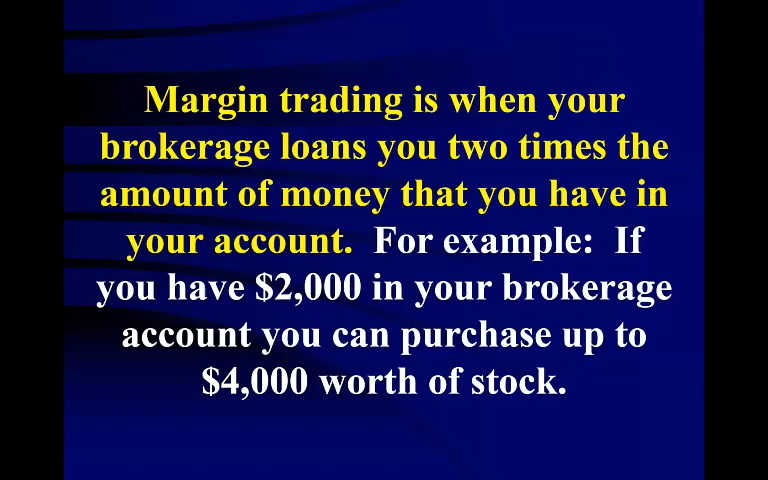 Margin trading is when your
brokerage loans you two times the
amount of money that you have in
your account.  For example:  If
you have $2,000 in your brokerage
account you can purchase up to
$4,000 worth of stock.